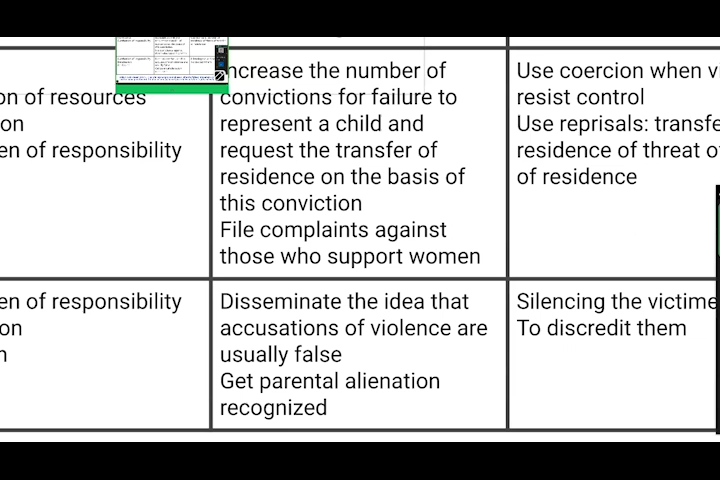 on of resources
on
en of responsibility
increase the number of
convictions for failure to
represent a child and
request the transfer of
residence on the basis of
this conviction
File complaints against
those who support women
Use coercion when vi
resist control
Use reprisals: transfe
residence of threat o
of residence
en of responsibility
on
n
Disseminate the idea that
accusations of violence are
usually false
Get parental alienation
recognized
Silencing the victime
To discredit them